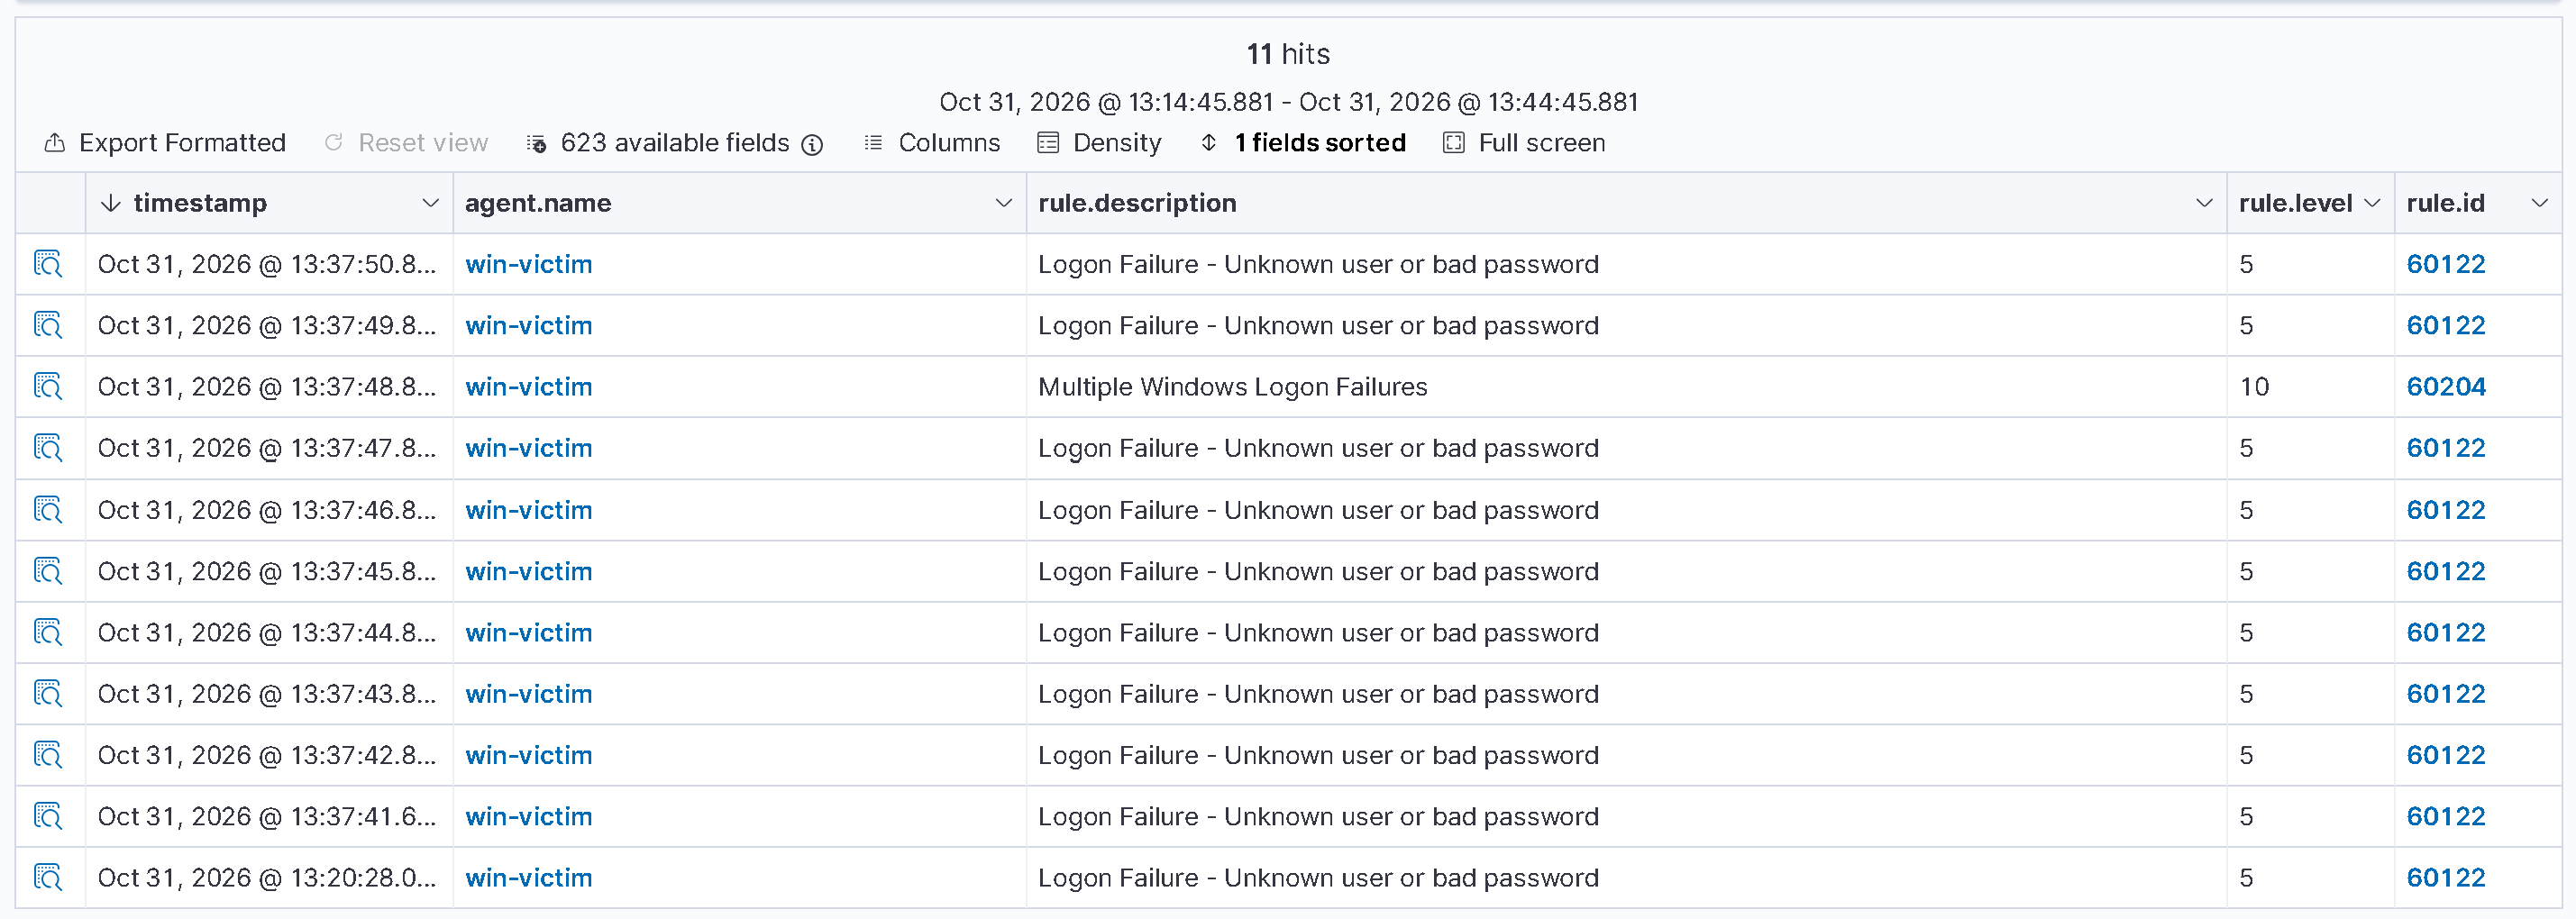 11 hits
Oct 31, 2026 @ 13:14:45.881 - Oct 31, 2026 @ 13:44:45.881
Export Formatted Reset view 623 available fields Columns Density 1 fields sorted Full screen
timestamp agent.name rule.description rule.level rule.id
Oct 31, 2026 @ 13:37:50.8... win-victim Logon Failure - Unknown user or bad password 5 60122
Oct 31, 2026 @ 13:37:49.8... win-victim Logon Failure - Unknown user or bad password 5 60122
Oct 31, 2026 @ 13:37:48.8... win-victim Multiple Windows Logon Failures 10 60204
Oct 31, 2026 @ 13:37:47.8... win-victim Logon Failure - Unknown user or bad password 5 60122
Oct 31, 2026 @ 13:37:46.8... win-victim Logon Failure - Unknown user or bad password 5 60122
Oct 31, 2026 @ 13:37:45.8... win-victim Logon Failure - Unknown user or bad password 5 60122
Oct 31, 2026 @ 13:37:44.8... win-victim Logon Failure - Unknown user or bad password 5 60122
Oct 31, 2026 @ 13:37:43.8... win-victim Logon Failure - Unknown user or bad password 5 60122
Oct 31, 2026 @ 13:37:42.8... win-victim Logon Failure - Unknown user or bad password 5 60122
Oct 31, 2026 @ 13:37:41.6... win-victim Logon Failure - Unknown user or bad password 5 60122
Oct 31, 2026 @ 13:20:28.0... win-victim Logon Failure - Unknown user or bad password 5 60122